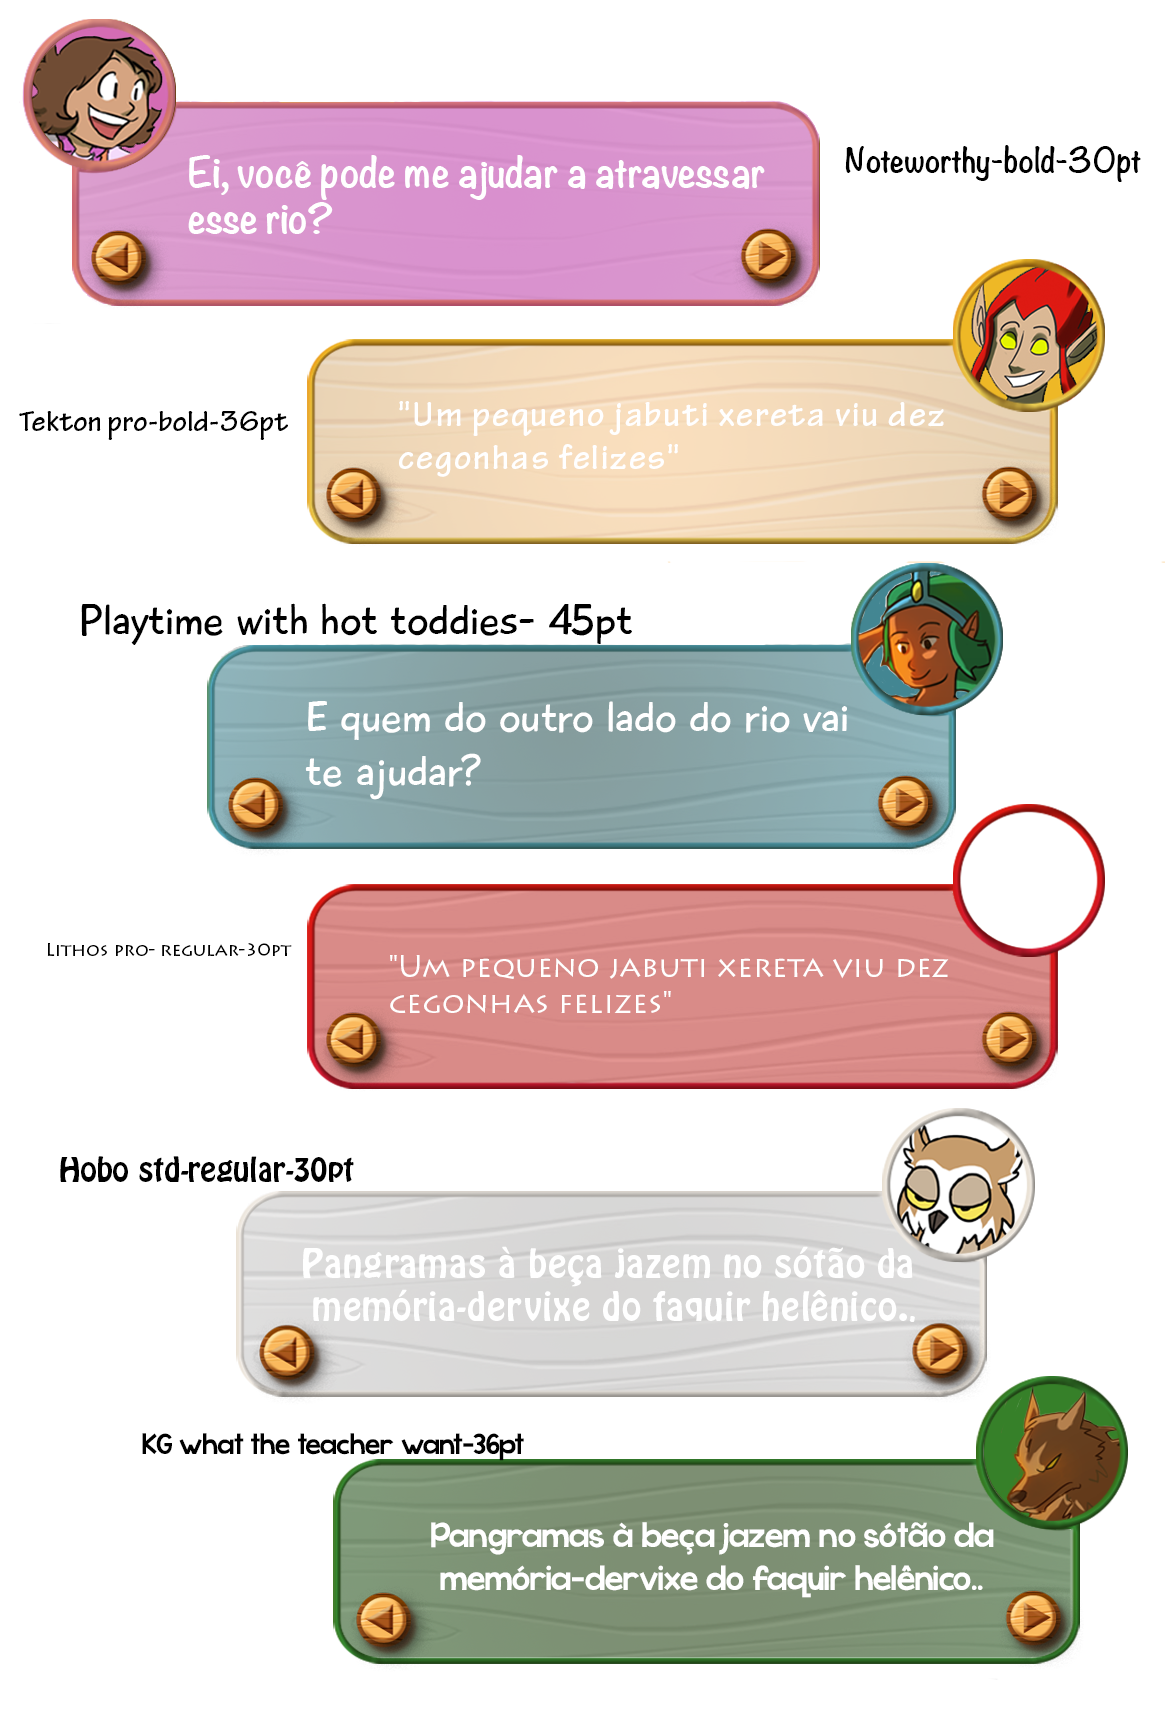 Ei, você pode me ajudar a atravessar
esse rio?
Noteworthy-bold-30pt
Tekton pro-bold-36pt
"Um pequeno jabuti xereta viu dez
cegonhas felizes"
Playtime with hot toddies- 45pt
E quem do outro lado do rio vai
te ajudar?
Lithos pro- regular-30pt
"Um pequeno jabuti xereta viu dez
cegonhas felizes"
Hobo std-regular-30pt
Pangramas à beça jazem no sótão da
memória-dervixe do faquir helênico..
KG what the teacher want-36pt
Pangramas à beça jazem no sótão da
memória-dervixe do faquir helênico..